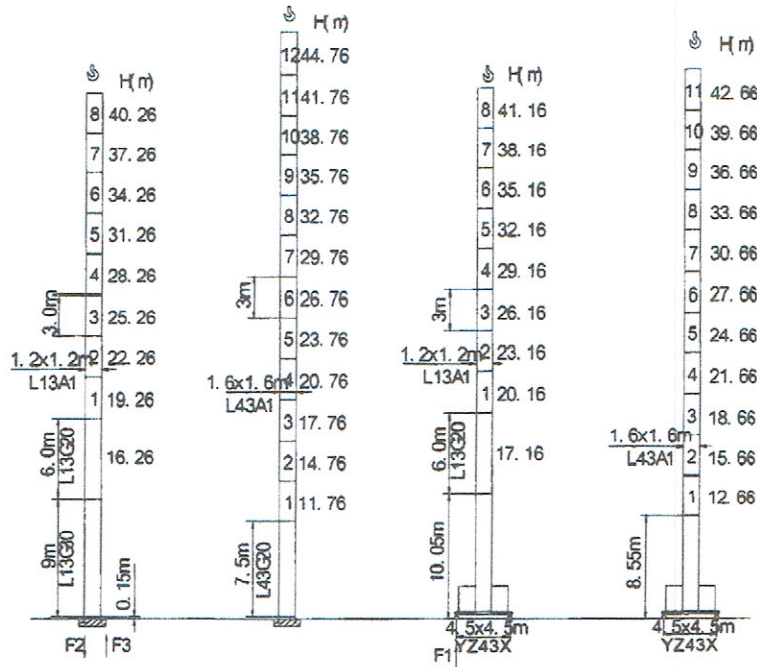 H(m)
8 40. 26
7 37. 26
6 34. 26
5 31. 26
4 28. 26
3. 0m
3 25. 26
2 22. 26
1. 2x1. 2m
L13A1
1 19. 26
6. 0m
L13G20
16. 26
9m
0. 15m
F2
F3
H(m)
12 44. 76
11 41. 76
10 38. 76
9 35. 76
8 32. 76
7 29. 76
3m
6 26. 76
5 23. 76
4 20. 76
1. 6x1. 6m
L43A1
3 17. 76
2 14. 76
1 11. 76
7. 5m
L43G20
H(m)
8 41. 16
7 38. 16
6 35. 16
5 32. 16
4 29. 16
3m
3 26. 16
2 23. 16
1. 2x1. 2m
L13A1
1 20. 16
6. 0m
L13G20
17. 16
10. 05m
4. 5x4. 5m
YZ43X
F1
H(m)
11 42. 66
10 39. 66
9 36. 66
8 33. 66
7 30. 66
6 27. 66
5 24. 66
4 21. 66
3 18. 66
1. 6x1. 6m
L43A1
2 15. 66
1 12. 66
8. 55m
4. 5x4. 5m
YZ43X